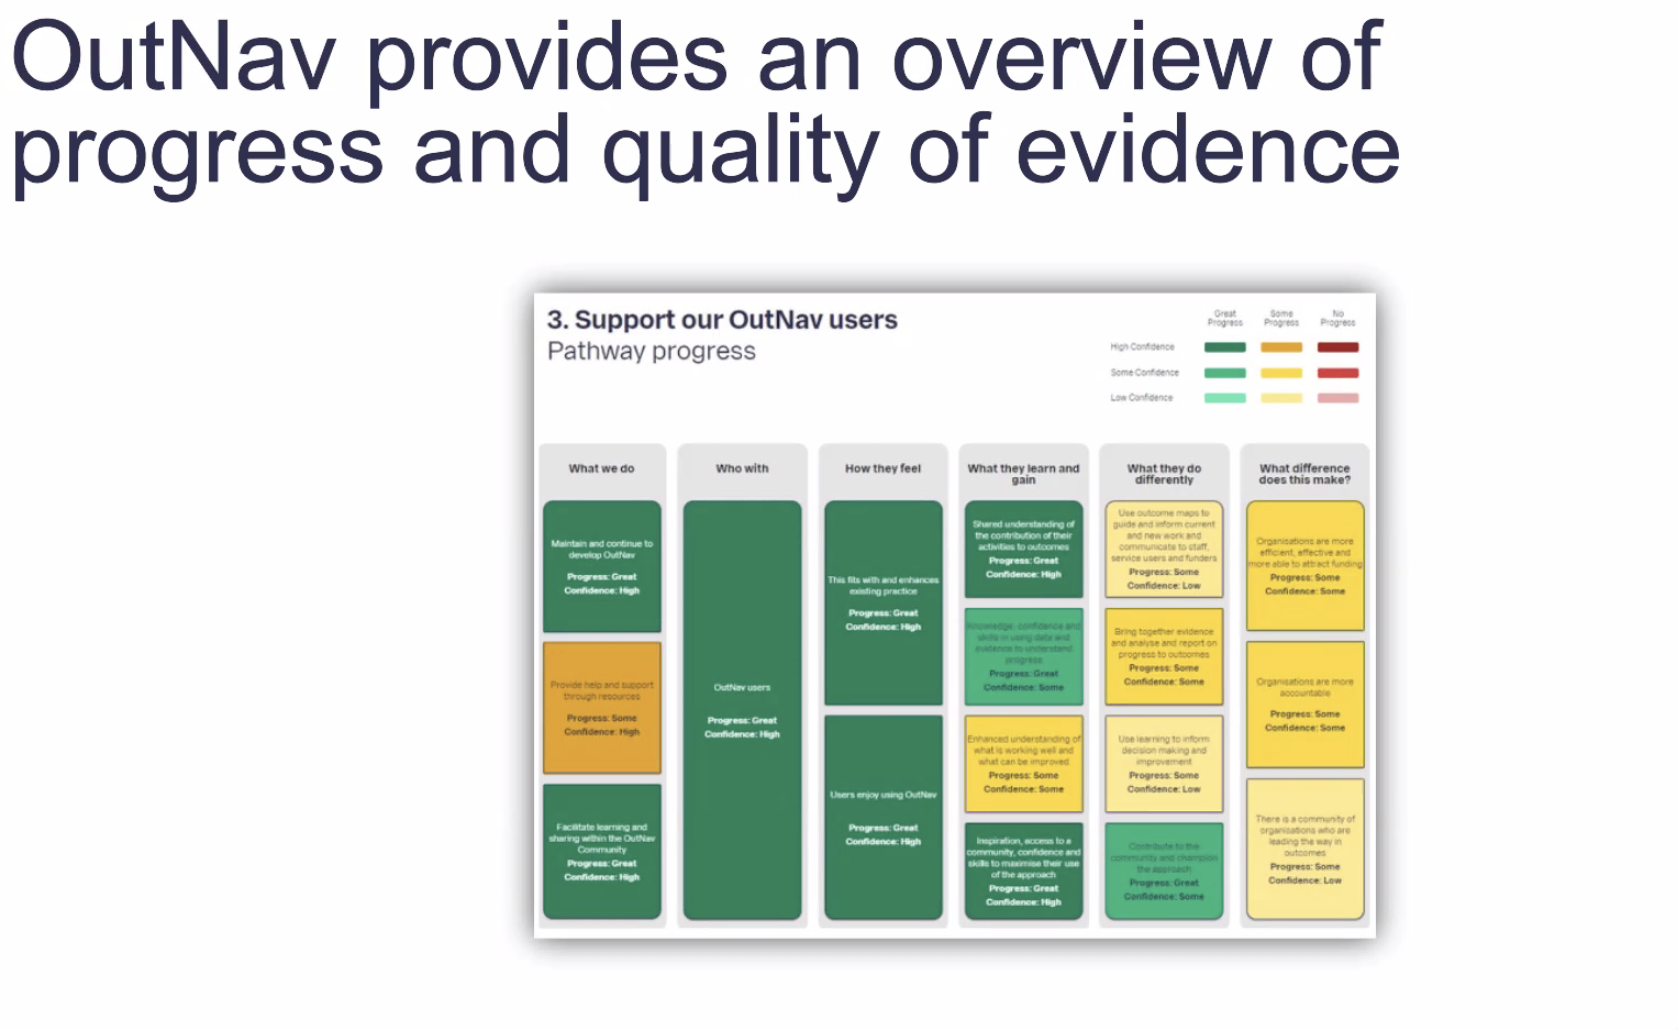 OutNav provides an overview of
progress and quality of evidence
3. Support our OutNav users
Pathway progress
Great
Progress
Some
Progress
No
Progress
High Confidence
Some Confidence
Low Confidence
What we do
Maintain and continue to
develop OutNav
Progress: Great
Confidence: High
Provide help and support
through resources
Progress: Some
Confidence: High
Facilitate learning and
sharing within the OutNav
Community
Progress: Great
Confidence: High
Who with
OutNav users
Progress: Great
Confidence: High
How they feel
This fits with and enhances
existing practice
Progress: Great
Confidence: High
Users enjoy using OutNav
Progress: Great
Confidence: High
What they learn and
gain
Shared understanding of
the contribution of their
activities to outcomes
Progress: Great
Confidence: High
Knowledge, confidence and
skills in using data and
evidence to understand
progress
Progress: Great
Confidence: Some
Enhanced understanding of
what is working well and
what can be improved
Progress: Some
Confidence: Some
Inspiration, access to a
community, confidence and
skills to maximise their use
of the approach
Progress: Great
Confidence: High
What they do
differently
Use outcome maps to
guide and inform current
and new work and
communicate to staff,
service users and funders
Progress: Some
Confidence: Low
Bring together evidence
and analyse and report on
progress to outcomes
Progress: Some
Confidence: Some
Use learning to inform
decision making and
improvement
Progress: Some
Confidence: Low
Contribute to the
community and champion
the approach
Progress: Great
Confidence: Some
What difference
does this make?
Organisations are more
efficient, effective and
more able to attract funding
Progress: Some
Confidence: Some
Organisations are more
accountable
Progress: Some
Confidence: Some
There is a community of
organisations who are
leading the way in
outcomes
Progress: Some
Confidence: Low